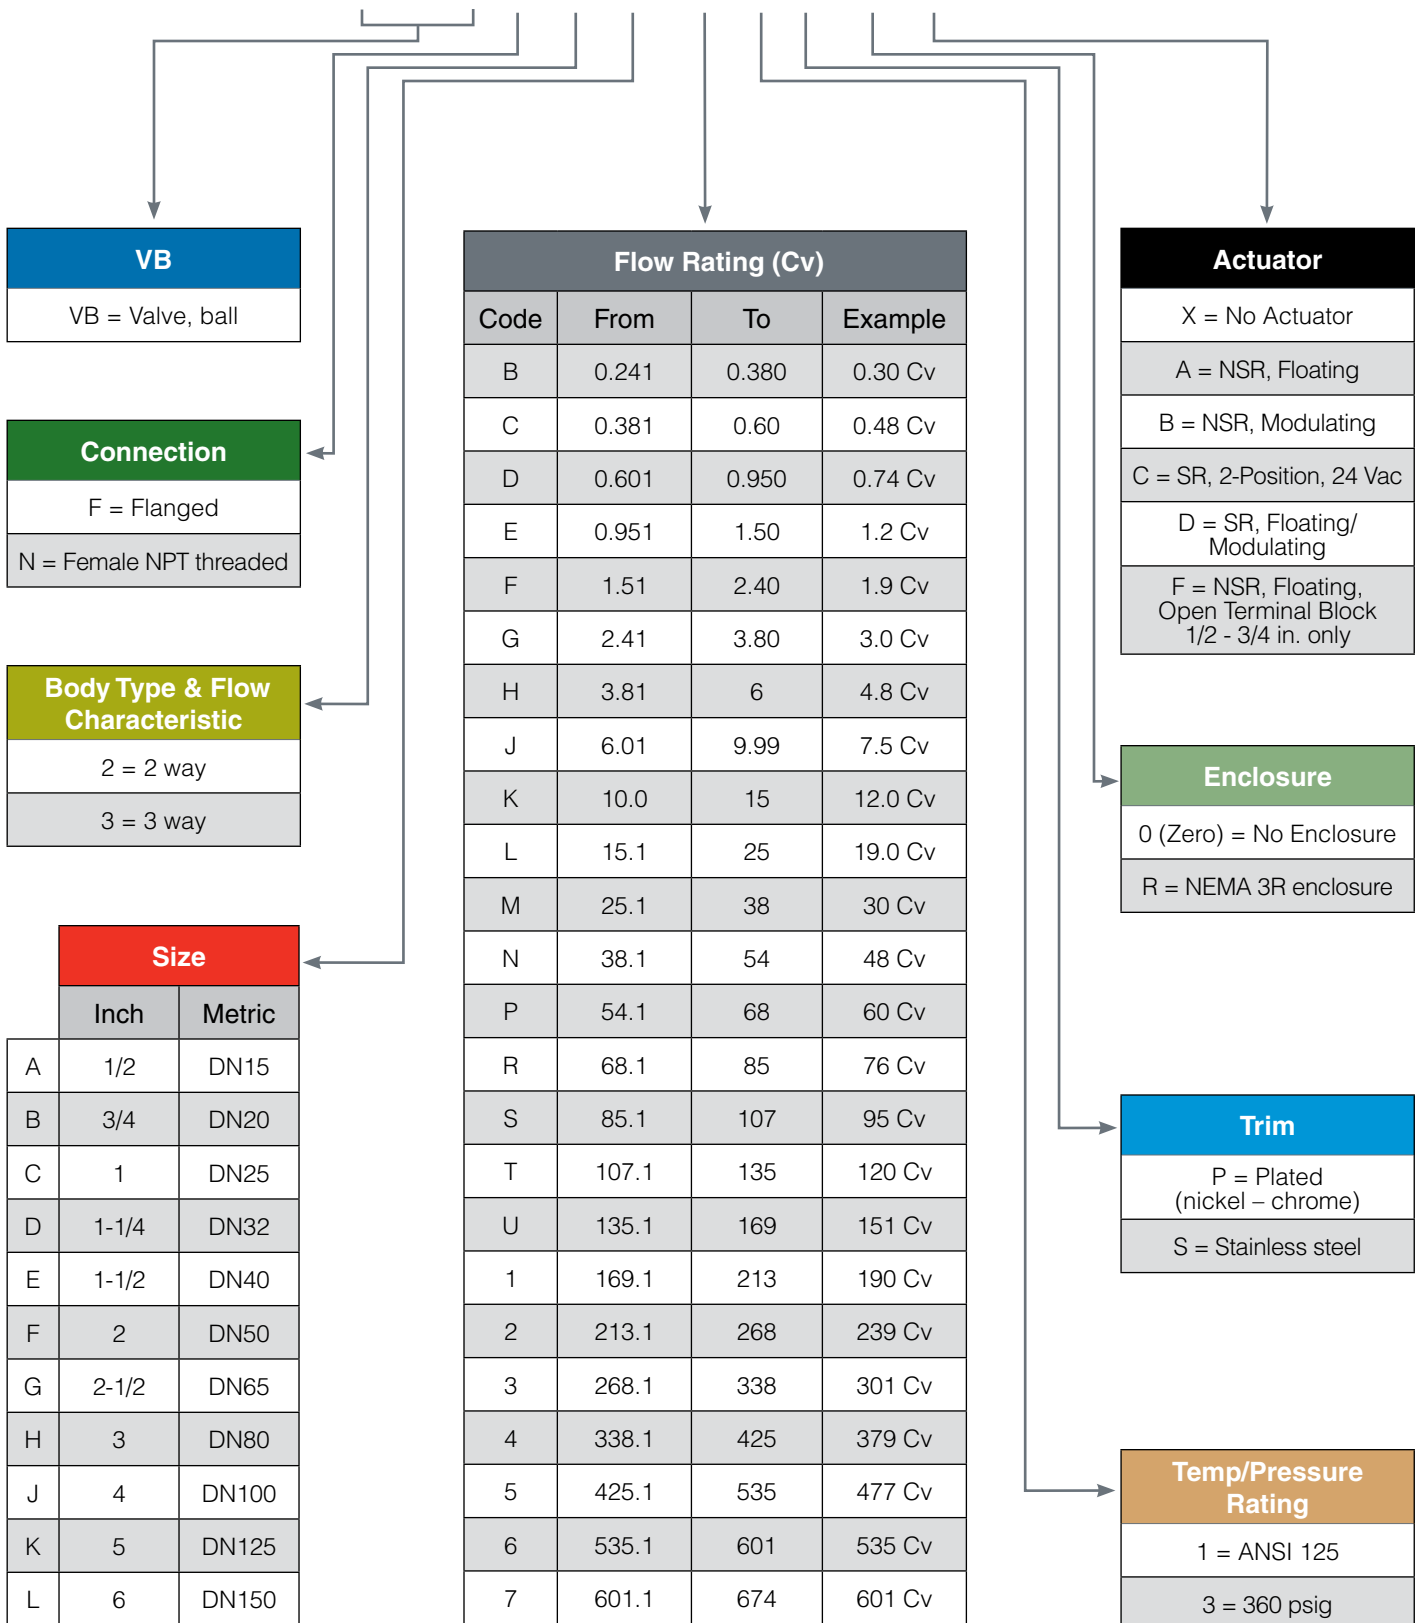 VB
VB = Valve, ball
Connection
F = Flanged
N = Female NPT threaded
Body Type & Flow
Characteristic
2 = 2 way
3 = 3 way
Size
Inch Metric
A 1/2 DN15
B 3/4 DN20
C 1 DN25
D 1-1/4 DN32
E 1-1/2 DN40
F 2 DN50
G 2-1/2 DN65
H 3 DN80
J 4 DN100
K 5 DN125
L 6 DN150
Flow Rating (Cv)
Code From To Example
B 0.241 0.380 0.30 Cv
C 0.381 0.60 0.48 Cv
D 0.601 0.950 0.74 Cv
E 0.951 1.50 1.2 Cv
F 1.51 2.40 1.9 Cv
G 2.41 3.80 3.0 Cv
H 3.81 6 4.8 Cv
J 6.01 9.99 7.5 Cv
K 10.0 15 12.0 Cv
L 15.1 25 19.0 Cv
M 25.1 38 30 Cv
N 38.1 54 48 Cv
P 54.1 68 60 Cv
R 68.1 85 76 Cv
S 85.1 107 95 Cv
T 107.1 135 120 Cv
U 135.1 169 151 Cv
1 169.1 213 190 Cv
2 213.1 268 239 Cv
3 268.1 338 301 Cv
4 338.1 425 379 Cv
5 425.1 535 477 Cv
6 535.1 601 535 Cv
7 601.1 674 601 Cv
Actuator
X = No Actuator
A = NSR, Floating
B = NSR, Modulating
C = SR, 2-Position, 24 Vac
D = SR, Floating/
Modulating
F = NSR, Floating,
Open Terminal Block
1/2 - 3/4 in. only
Enclosure
0 (Zero) = No Enclosure
R = NEMA 3R enclosure
Trim
P = Plated
(nickel – chrome)
S = Stainless steel
Temp/Pressure
Rating
1 = ANSI 125
3 = 360 psig